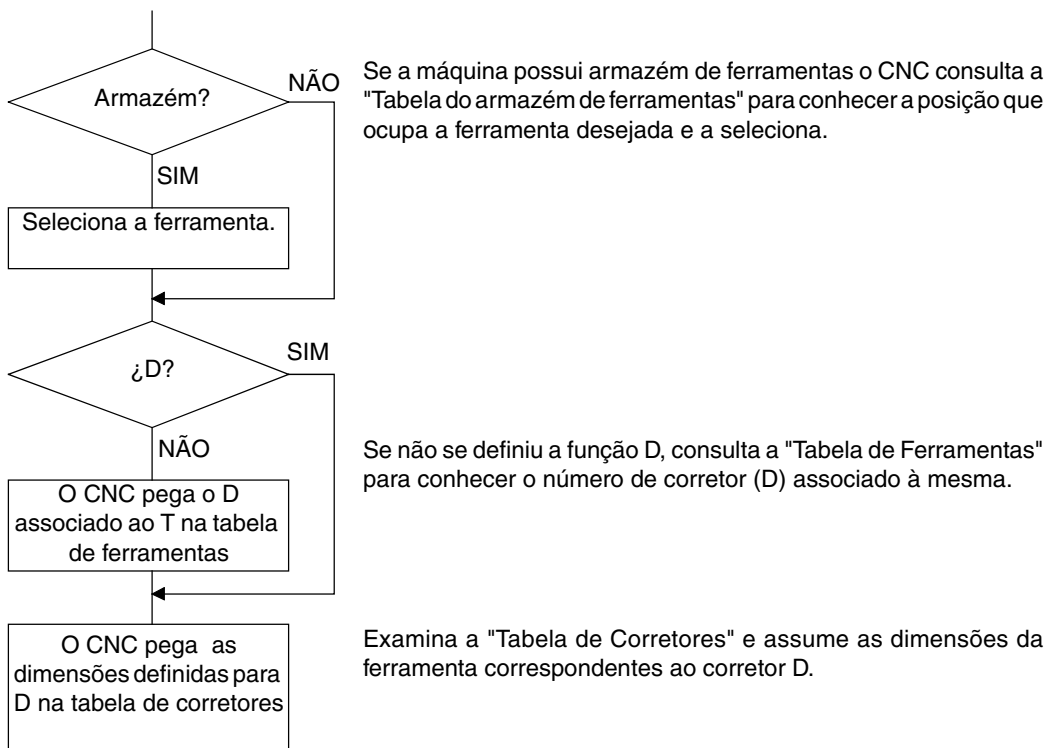 Armazém?
NÃO
Se a máquina possui armazém de ferramentas o CNC consulta a
"Tabela do armazém de ferramentas" para conhecer a posição que
ocupa a ferramenta desejada e a seleciona.
SIM
Seleciona a ferramenta.
¿D?
SIM
NÃO
Se não se definiu a função D, consulta a "Tabela de Ferramentas"
para conhecer o número de corretor (D) associado à mesma.
O CNC pega o D
associado ao T na tabela
de ferramentas
O CNC pega as
dimensões definidas para
D na tabela de corretores
Examina a "Tabela de Corretores" e assume as dimensões da
ferramenta correspondentes ao corretor D.